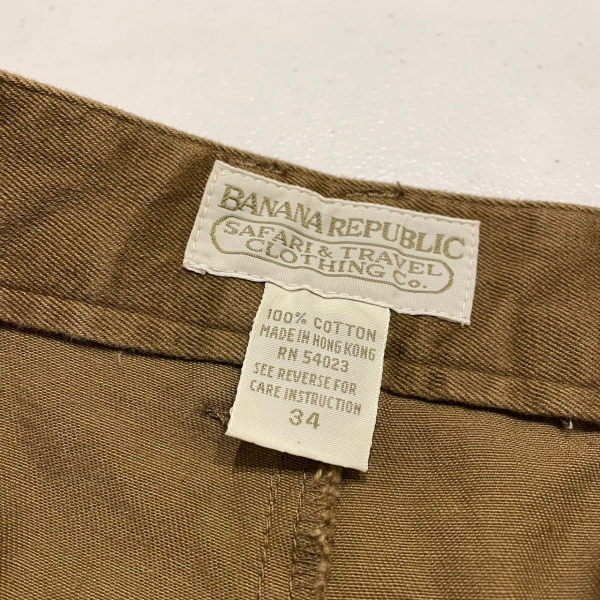 BANANA REPUBLIC
SAFARI & TRAVEL
CLOTHING Co.
100% COTTON
MADE IN HONG KONG
RN 54023
SEE REVERSE FOR
CARE INSTRUCTION
34